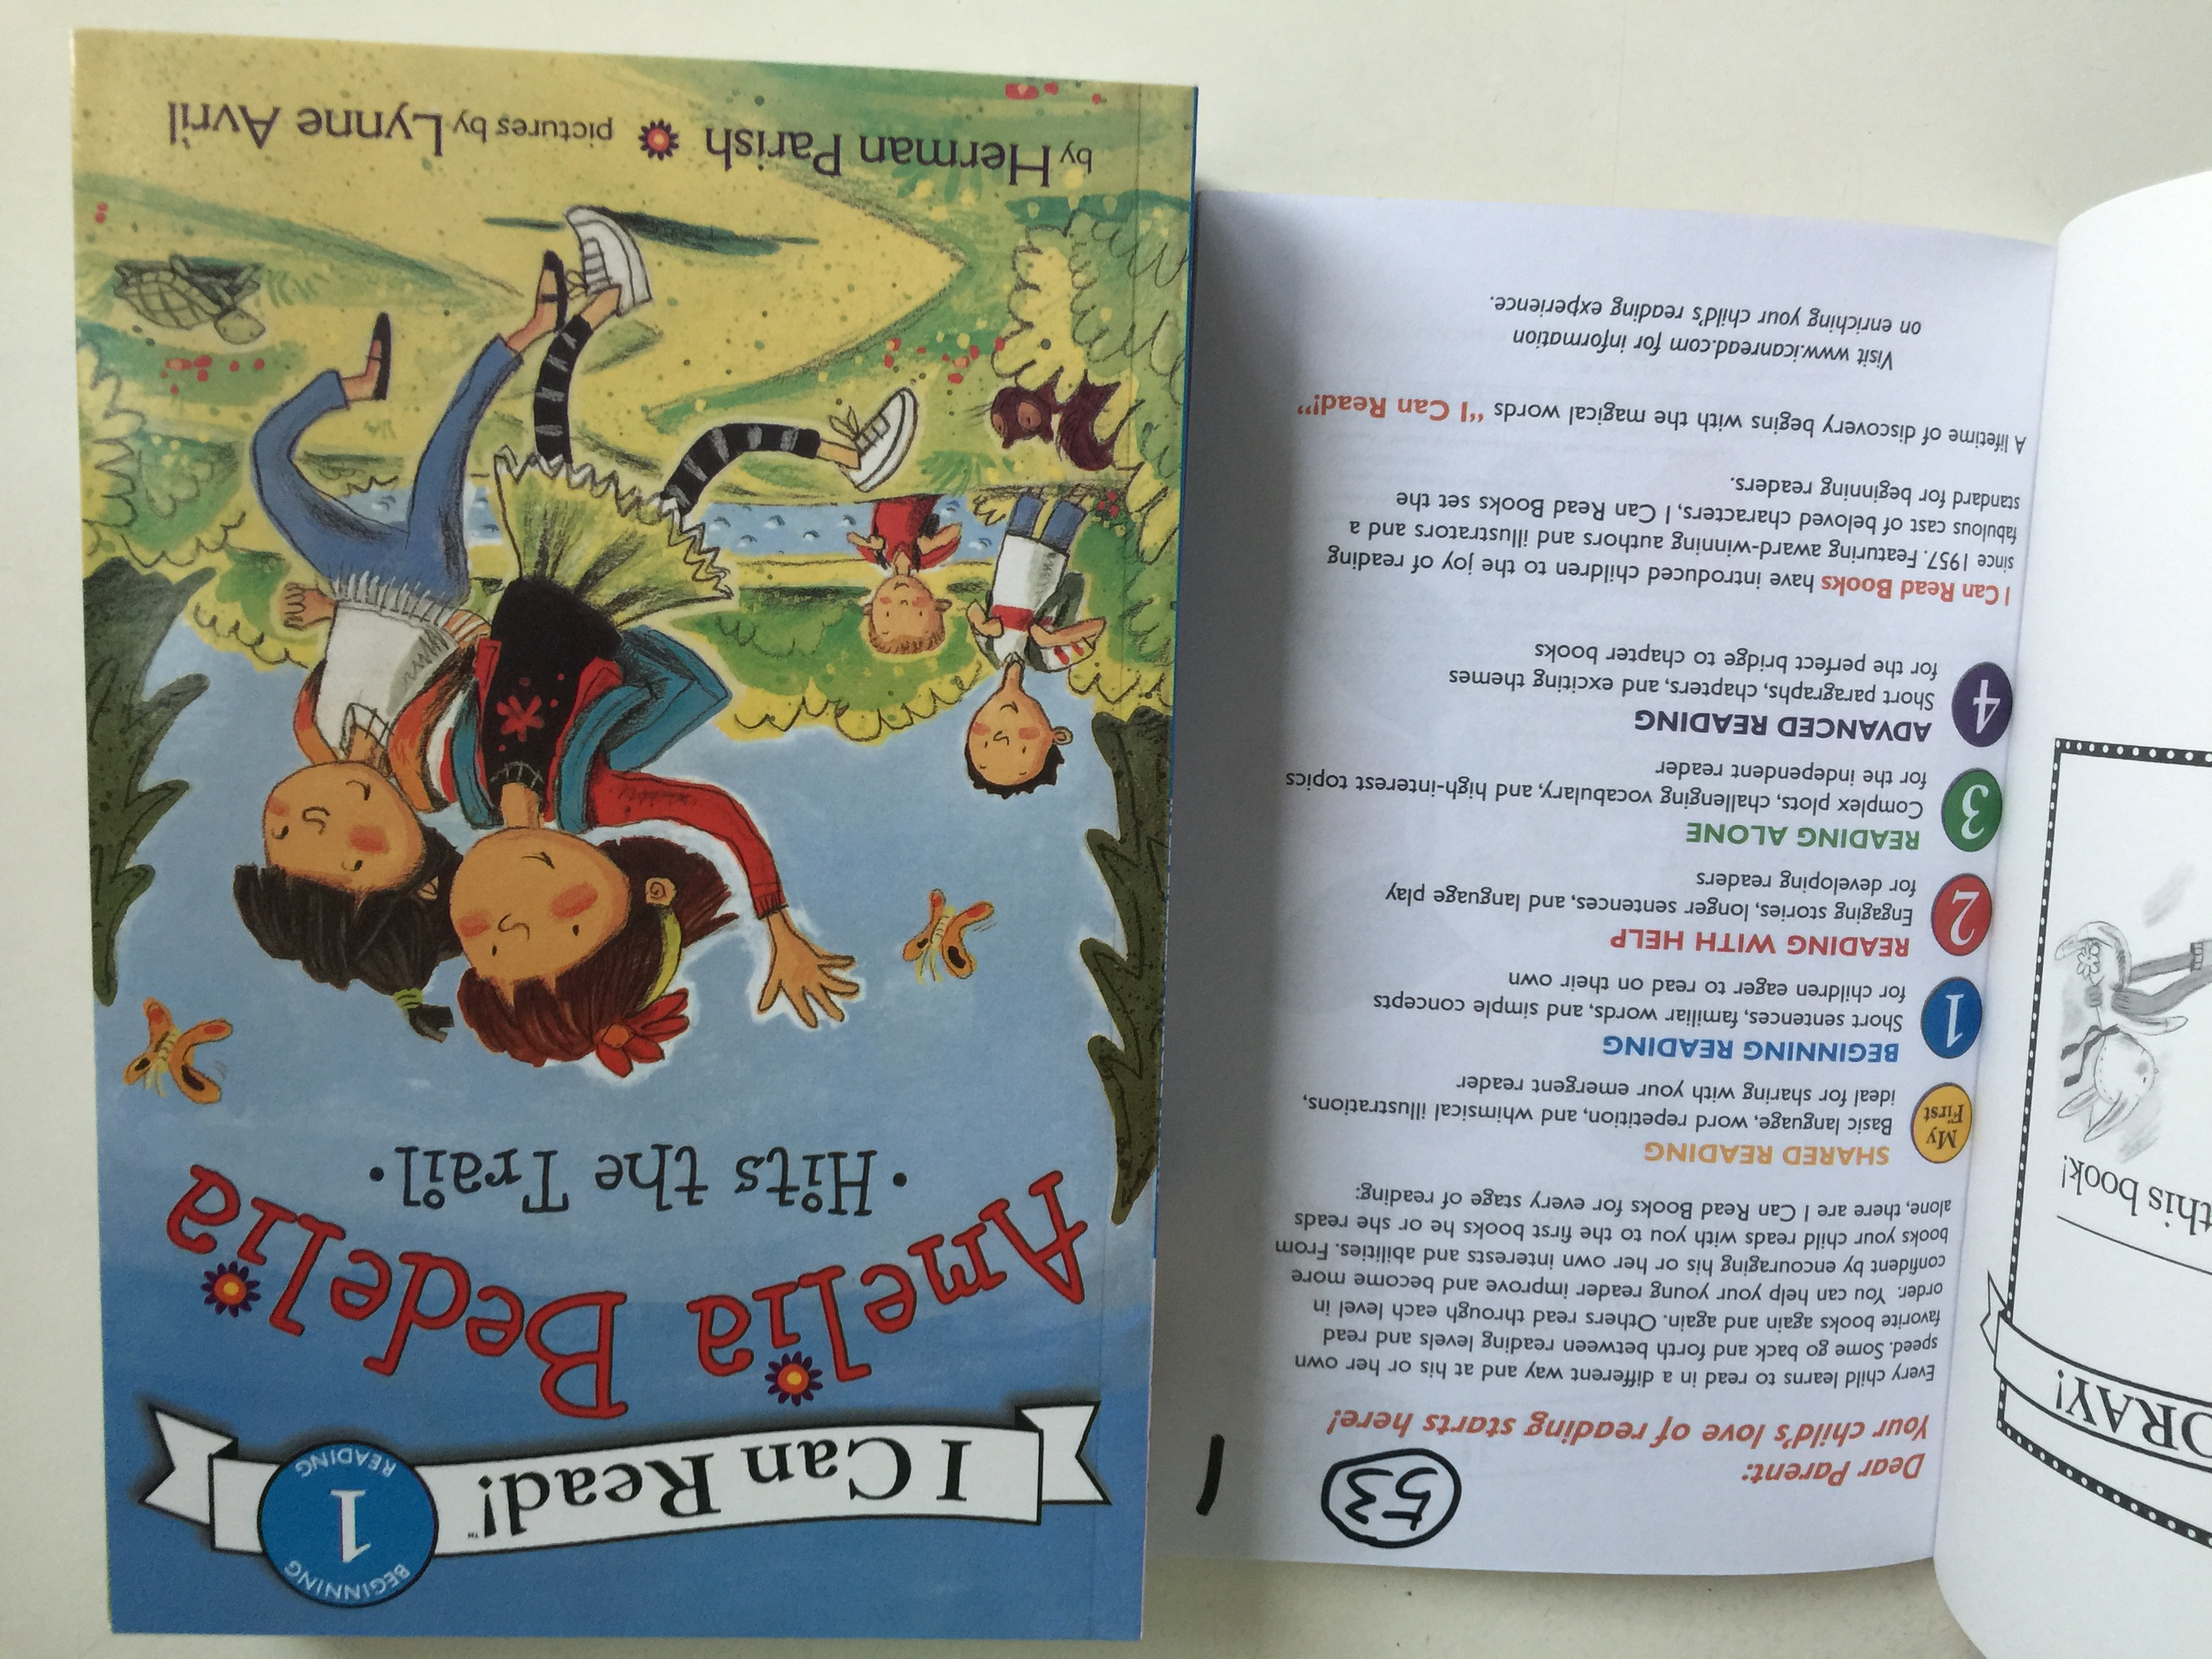 ORAY!
this book!
53
1
Dear Parent:
Your child's love of reading starts here!
Every child learns to read in a different way and at his or her own
speed. Some go back and forth between reading levels and read
favorite books again and again. Others read through each level in
order. You can help your young reader improve and become more
confident by encouraging his or her own interests and abilities. From
books your child reads with you to the first books he or she reads
alone, there are I Can Read Books for every stage of reading:
My
First
SHARED READING
Basic language, word repetition, and whimsical illustrations,
ideal for sharing with your emergent reader
1
BEGINNING READING
Short sentences, familiar words, and simple concepts
for children eager to read on their own
2
READING WITH HELP
Engaging stories, longer sentences, and language play
for developing readers
3
READING ALONE
Complex plots, challenging vocabulary, and high-interest topics
for the independent reader
4
ADVANCED READING
Short paragraphs, chapters, and exciting themes
for the perfect bridge to chapter books
I Can Read Books have introduced children to the joy of reading
since 1957. Featuring award-winning authors and illustrators and a
fabulous cast of beloved characters, I Can Read Books set the
standard for beginning readers.
A lifetime of discovery begins with the magical words “I Can Read!”
Visit www.icanread.com for information
on enriching your child's reading experience.
I Can Read!™
BEGINNING
1
READING
Amelia Bedelia
·Hits the Trail·
by Herman Parish pictures by Lynne Avril